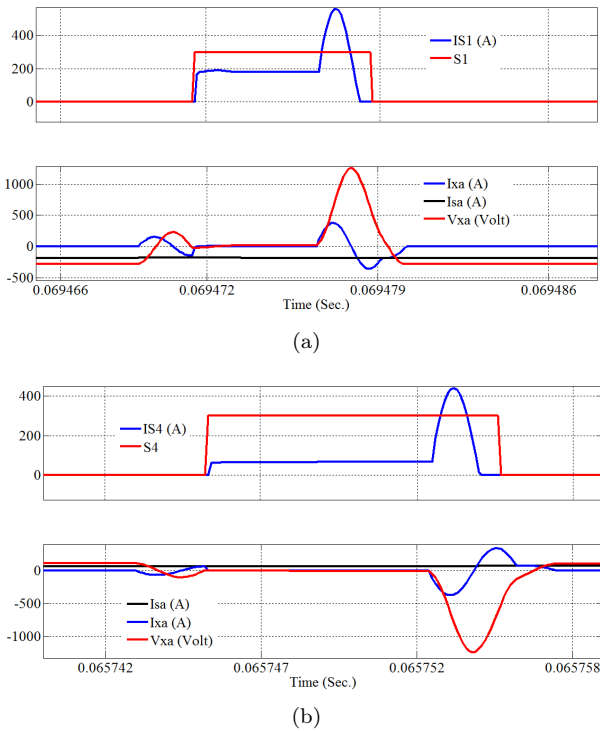 400
200
0
IS1 (A)
S1
1000
500
0
-500
Ixa (A)
Isa (A)
Vxa (Volt)
0.069466
0.069472
0.069479
0.069486
Time (Sec.)
(a)
400
200
0
IS4 (A)
S4
0
-500
-1000
Isa (A)
Ixa (A)
Vxa (Volt)
0.065742
0.065747
0.065752
0.065758
Time (Sec.)
(b)